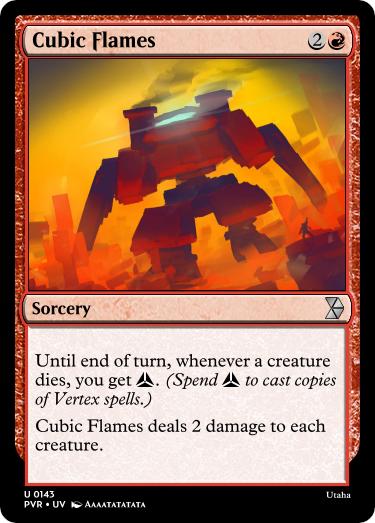 Cubic Flames 2
Sorcery
Until end of turn, whenever a creature
dies, you get . (Spend to cast copies
of Vertex spells.)
Cubic Flames deals 2 damage to each
creature.
U 0143 Utaha
PVR • UV Aaaatatatata